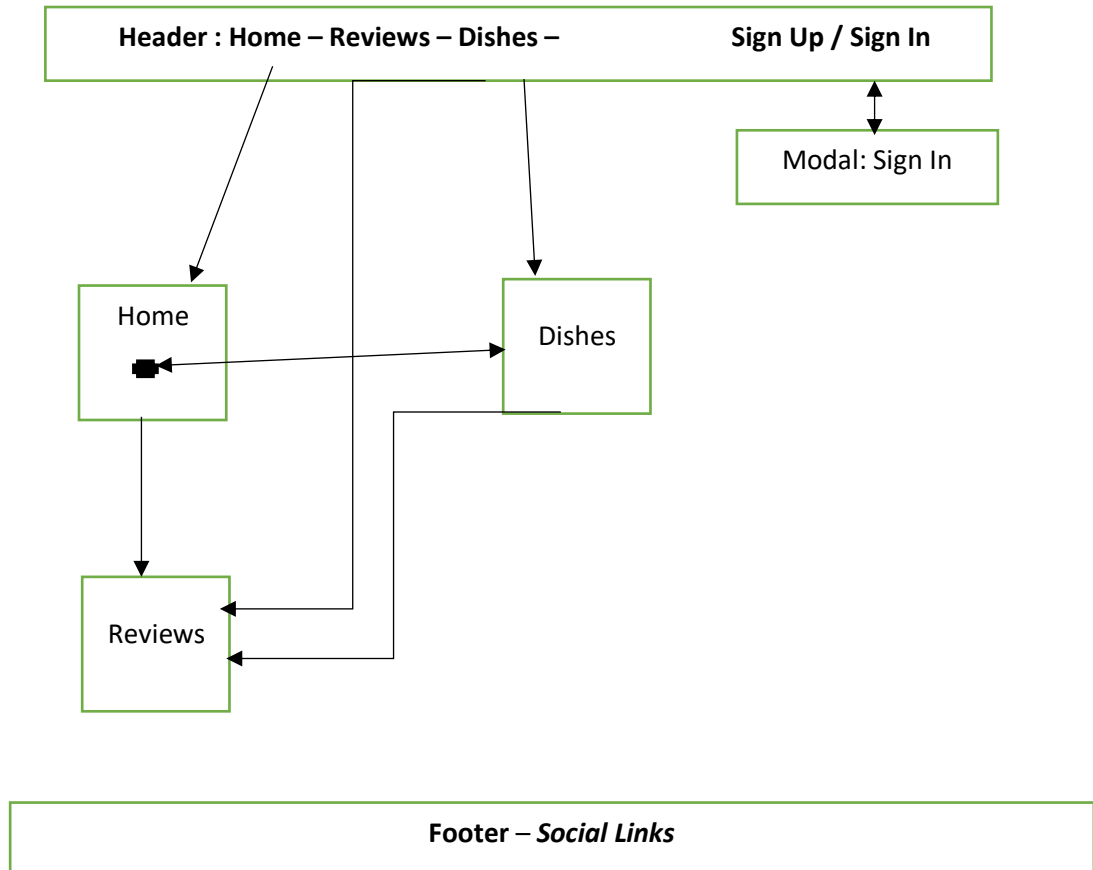 Header : Home – Reviews – Dishes – Sign Up / Sign In
Modal: Sign In
Home
Dishes
Reviews
Footer – Social Links